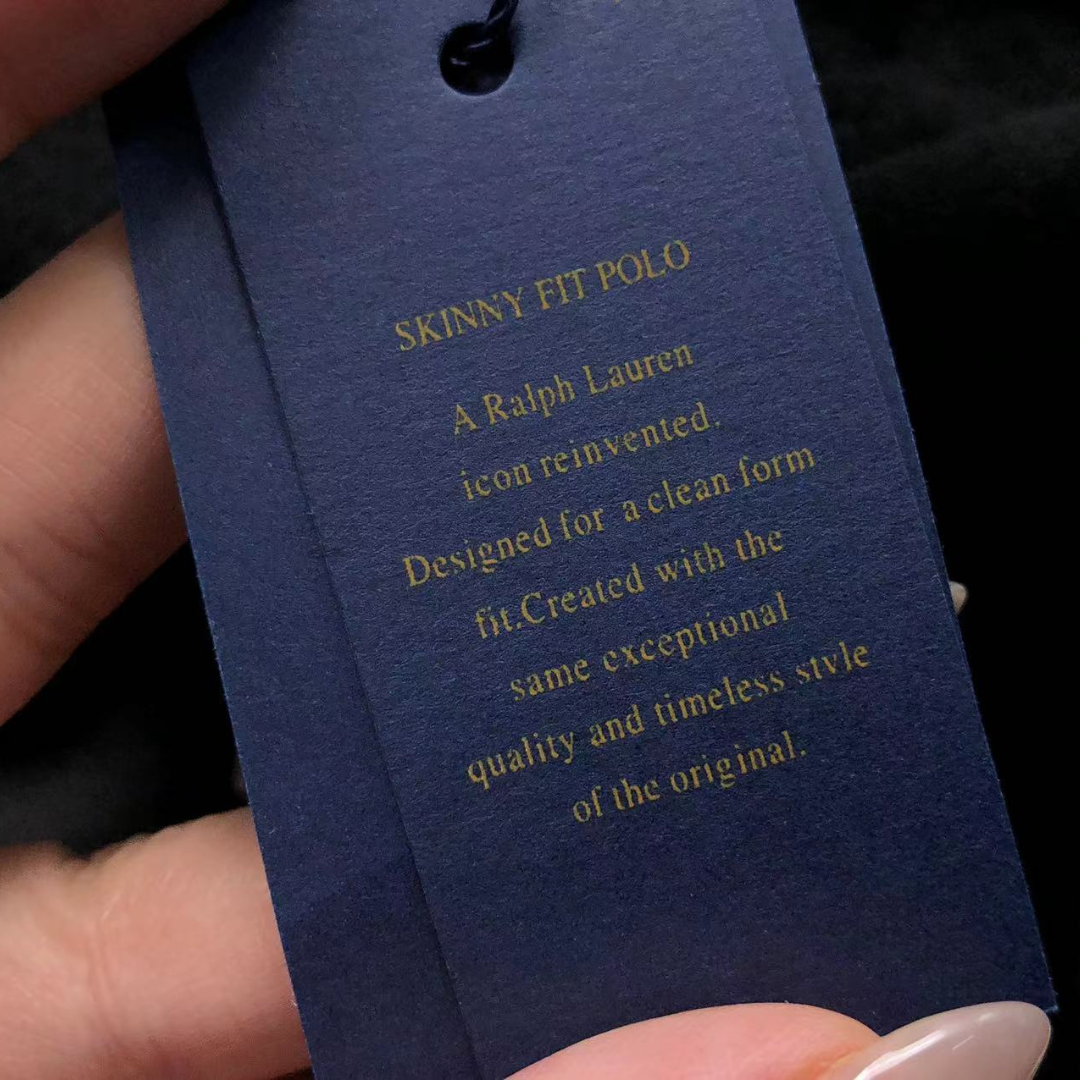 SKINNY FIT POLO
A Ralph Lauren
icon reinvented.
Designed for a clean form
fit.Created with the
same exceptional
quality and timeless style
of the original.